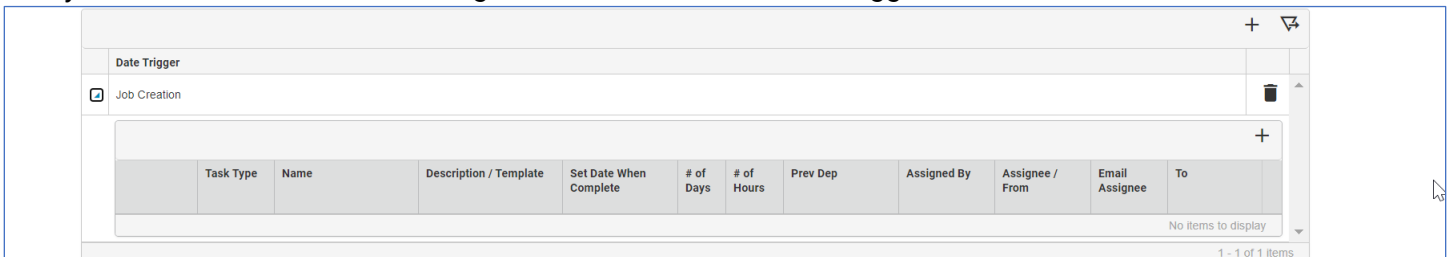 Date Trigger
Job Creation
Task Type Name Description / Template Set Date When Complete # of Days # of Hours Prev Dep Assigned By Assignee / From Email Assignee To
No items to display
1 - 1 of 1 items